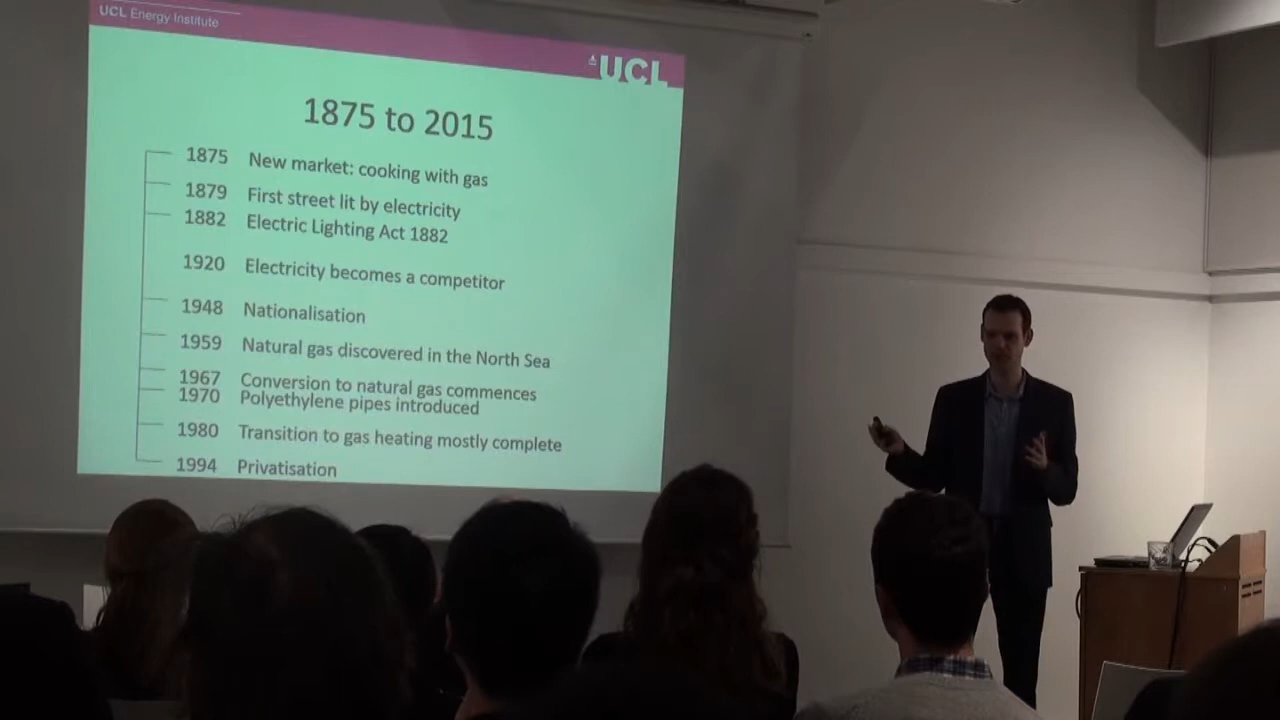 UCL Energy Institute
UCL
1875 to 2015
1875 New market: cooking with gas
1879 First street lit by electricity
1882 Electric Lighting Act 1882
1920 Electricity becomes a competitor
1948 Nationalisation
1959 Natural gas discovered in the North Sea
1967 Conversion to natural gas commences
1970 Polyethylene pipes introduced
1980 Transition to gas heating mostly complete
1994 Privatisation